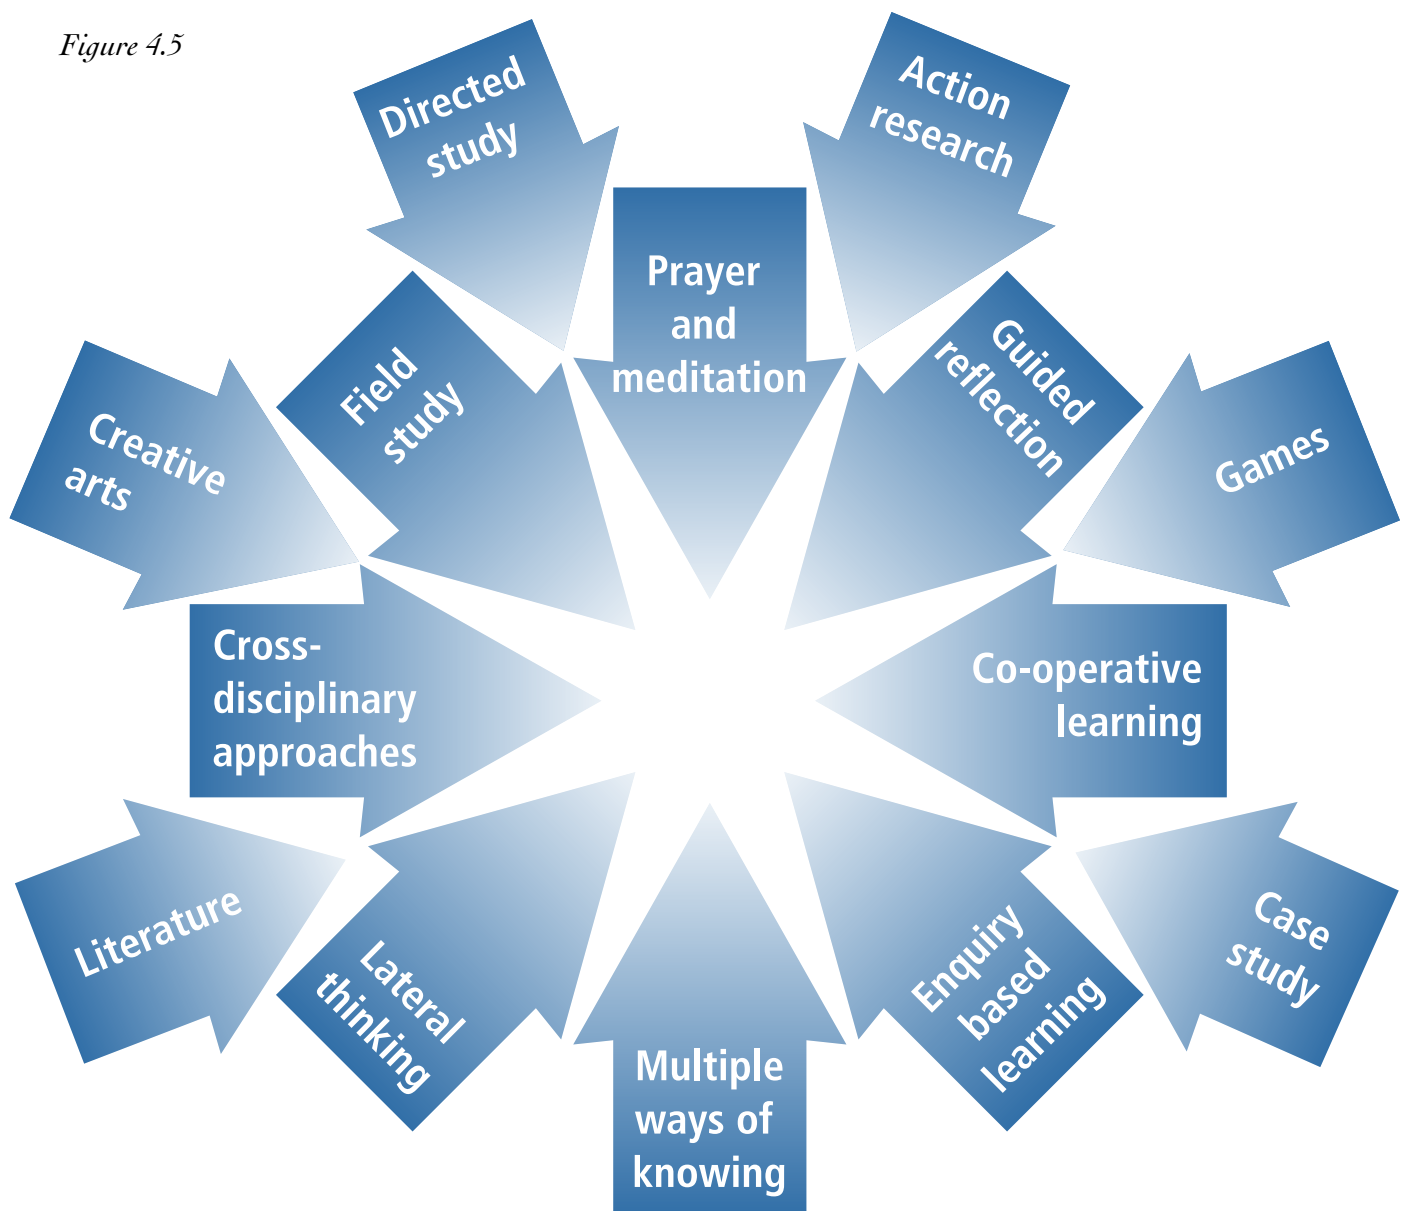 Figure 4.5
Directed
study
Action
research
Prayer
and
meditation
Field
study
Guided
reflection
Creative
arts
Games
Cross-
disciplinary
approaches
Co-operative
learning
Literature
Lateral
thinking
Multiple
ways of
knowing
Enquiry
based
learning
Case
study